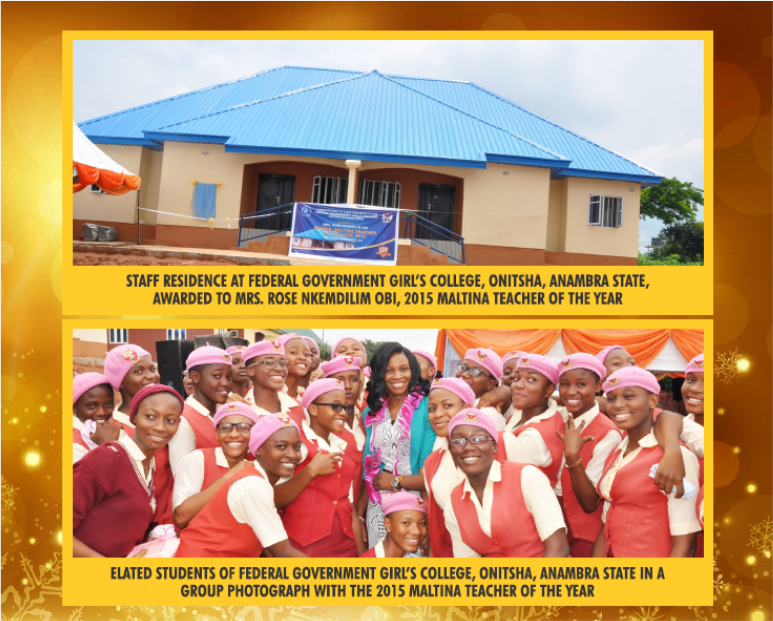 STAFF RESIDENCE AT FEDERAL GOVERNMENT GIRL'S COLLEGE, ONITSHA, ANAMBRA STATE,
AWARDED TO MRS. ROSE NKEMDILIM OBI, 2015 MALTINA TEACHER OF THE YEAR
ELATED STUDENTS OF FEDERAL GOVERNMENT GIRL'S COLLEGE, ONITSHA, ANAMBRA STATE IN A
GROUP PHOTOGRAPH WITH THE 2015 MALTINA TEACHER OF THE YEAR